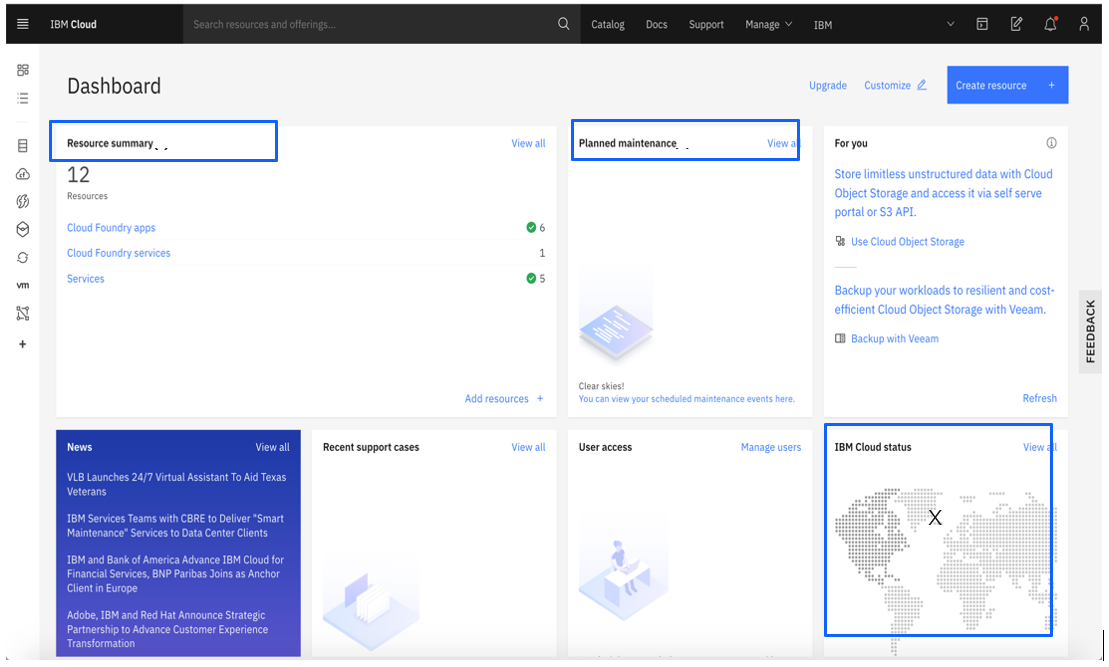 IBM Cloud
Search resources and offerings...
Catalog
Docs
Support
Manage
IBM
Dashboard
Upgrade
Customize
Create resource +
Resource summary
View all
12
Resources
Cloud Foundry apps
6
Cloud Foundry services
1
Services
5
Add resources +
Planned maintenance
View all
Clear skies!
You can view your scheduled maintenance events here.
For you
Store limitless unstructured data with Cloud
Object Storage and access it via self serve
portal or S3 API.
Use Cloud Object Storage
Backup your workloads to resilient and cost-
efficient Cloud Object Storage with Veeam.
Backup with Veeam
Refresh
FEEDBACK
vm
+
News
View all
VLB Launches 24/7 Virtual Assistant To Aid Texas
Veterans
IBM Services Teams with CBRE to Deliver "Smart
Maintenance" Services to Data Center Clients
IBM and Bank of America Advance IBM Cloud for
Financial Services, BNP Paribas Joins as Anchor
Client in Europe
Adobe, IBM and Red Hat Announce Strategic
Partnership to Advance Customer Experience
Transformation
Recent support cases
View all
User access
Manage users
IBM Cloud status
View all
X